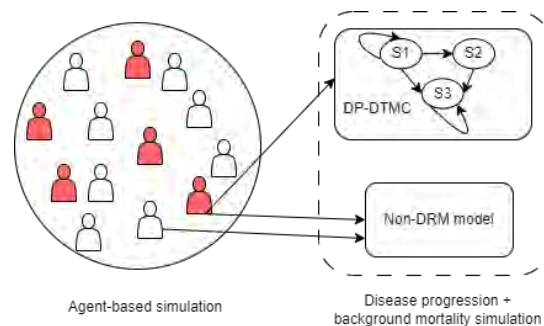 S1
S2
S3
DP-DTMC
Non-DRM model
Agent-based simulation
Disease progression +
background mortality simulation